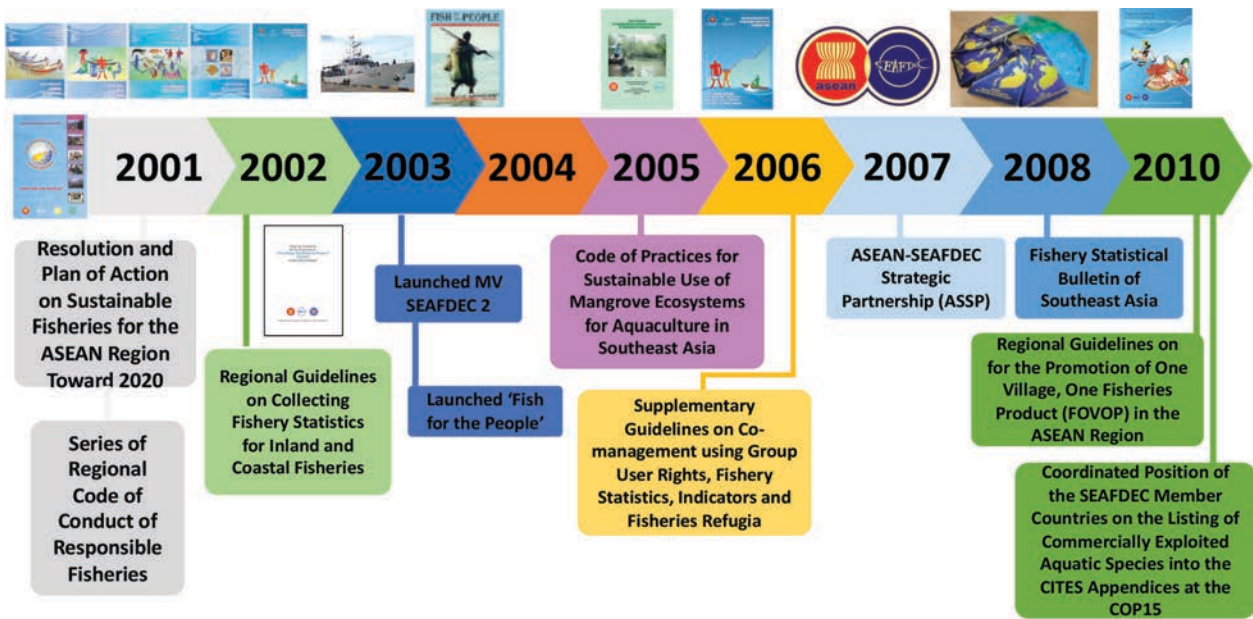 FISH for the PEOPLE
asean
SEAFDEC
2001
2002
2003
2004
2005
2006
2007
2008
2010
Resolution and
Plan of Action
on Sustainable
Fisheries for the
ASEAN Region
Toward 2020
Series of
Regional
Code of
Conduct of
Responsible
Fisheries
Regional Guidelines
on Collecting
Fishery Statistics
for Inland and
Coastal Fisheries
Launched MV
SEAFDEC 2
Launched ‘Fish
for the People’
Code of Practices for
Sustainable Use of
Mangrove Ecosystems
for Aquaculture in
Southeast Asia
Supplementary
Guidelines on Co-
management using Group
User Rights, Fishery
Statistics, Indicators and
Fisheries Refugia
ASEAN-SEAFDEC
Strategic
Partnership (ASSP)
Fishery Statistical
Bulletin of
Southeast Asia
Regional Guidelines on
for the Promotion of One
Village, One Fisheries
Product (FOVOP) in the
ASEAN Region
Coordinated Position of
the SEAFDEC Member
Countries on the Listing of
Commercially Exploited
Aquatic Species into the
CITES Appendices at the
COP15